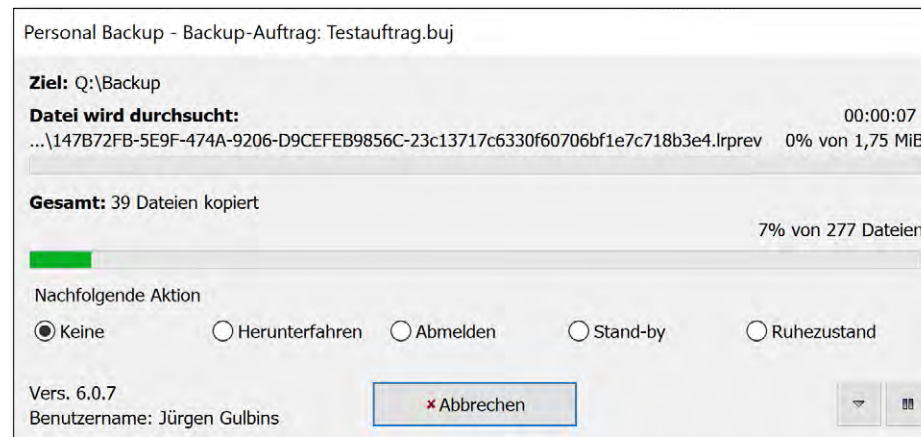 Personal Backup - Backup-Auftrag: Testauftrag.buj
Ziel: Q:\Backup
Datei wird durchsucht: 00:00:07
...\147B72FB-5E9F-474A-9206-D9CEFEB9856C-23c13717c6330f60706bf1e7c718b3e4.lrprev 0% von 1,75 MiB
Gesamt: 39 Dateien kopiert
7% von 277 Dateien
Nachfolgende Aktion
Keine Herunterfahren Abmelden Stand-by Ruhezustand
Vers. 6.0.7
Abbrechen
Benutzername: Jürgen Gulbins